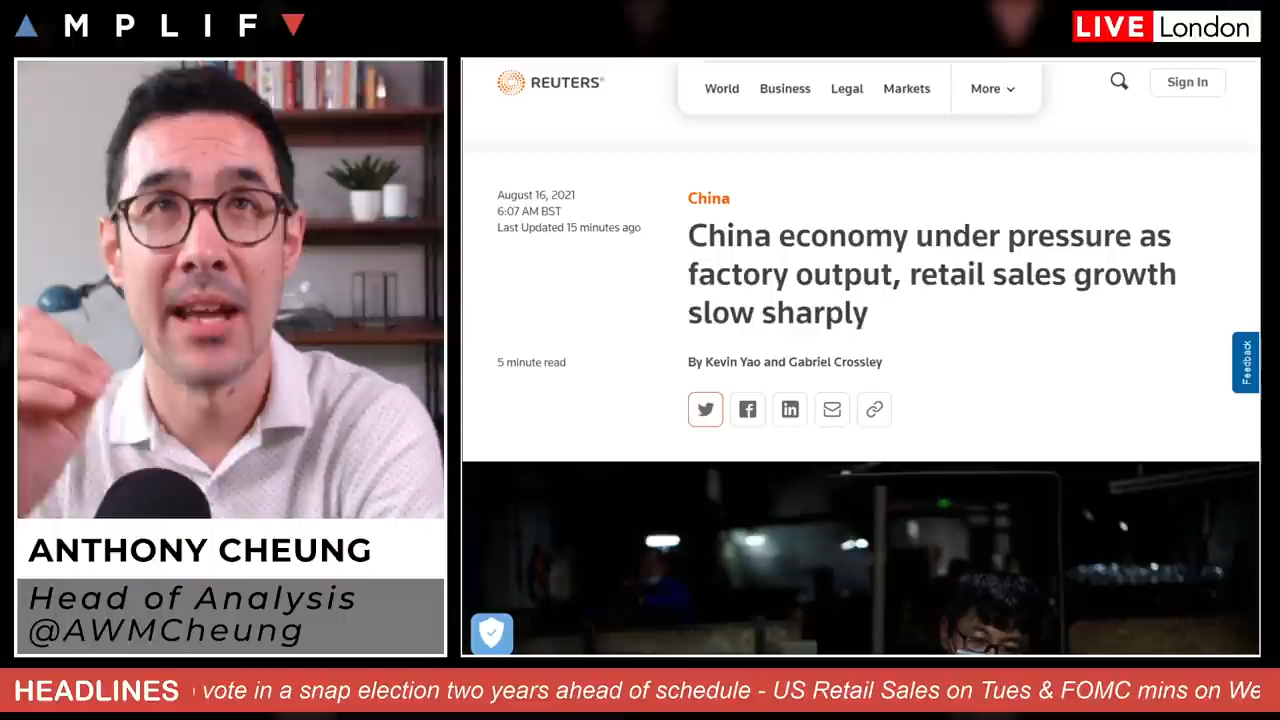 AMPLIFY
LIVE London
REUTERS
World Business Legal Markets More
Sign In
August 16, 2021
6:07 AM BST
Last Updated 15 minutes ago
China
China economy under pressure as
factory output, retail sales growth
slow sharply
5 minute read
By Kevin Yao and Gabriel Crossley
Feedback
ANTHONY CHEUNG
Head of Analysis
@AWMCheung
HEADLINES vote in a snap election two years ahead of schedule - US Retail Sales on Tues & FOMC mins on We